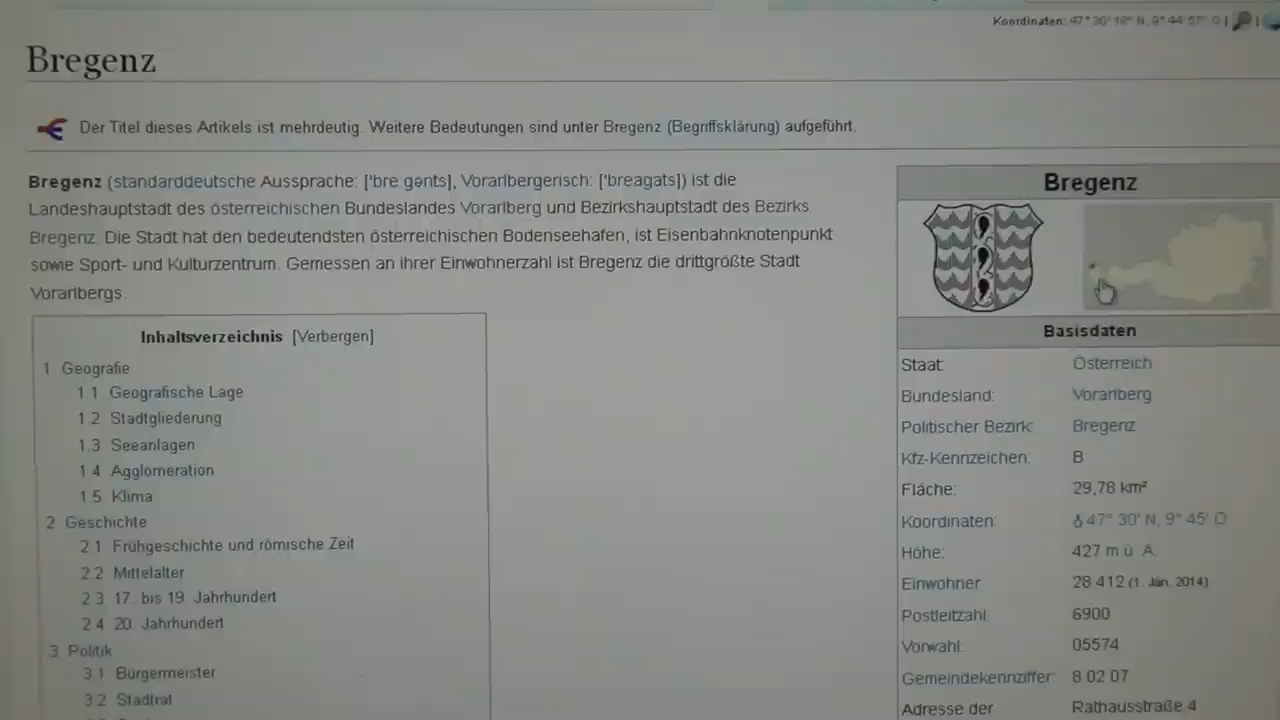 Koordinaten: 47° 30′ 18″ N, 9° 44′ 57″ O
Bregenz
Der Titel dieses Artikels ist mehrdeutig. Weitere Bedeutungen sind unter Bregenz (Begriffsklärung) aufgeführt.
Bregenz (standarddeutsche Aussprache: ['bre gənts], Vorarlbergerisch: ['breagats]) ist die
Landeshauptstadt des österreichischen Bundeslandes Vorarlberg und Bezirkshauptstadt des Bezirks
Bregenz. Die Stadt hat den bedeutendsten österreichischen Bodenseehafen, ist Eisenbahnknotenpunkt
sowie Sport- und Kulturzentrum. Gemessen an ihrer Einwohnerzahl ist Bregenz die drittgrößte Stadt
Vorarlbergs.
Inhaltsverzeichnis [Verbergen]
1 Geografie
1.1 Geografische Lage
1.2 Stadtgliederung
1.3 Seeanlagen
1.4 Agglomeration
1.5 Klima
2 Geschichte
2.1 Frühgeschichte und römische Zeit
2.2 Mittelalter
2.3 17. bis 19. Jahrhundert
2.4 20. Jahrhundert
3 Politik
3.1 Bürgermeister
3.2 Stadtrat
Bregenz
Basisdaten
Staat: Österreich
Bundesland: Vorarlberg
Politischer Bezirk: Bregenz
Kfz-Kennzeichen: B
Fläche: 29,78 km²
Koordinaten: 47° 30′ N, 9° 45′ O
Höhe: 427 m ü. A.
Einwohner 28 412 (1. Jän. 2014)
Postleitzahl: 6900
Vorwahl: 05574
Gemeindekennziffer: 8 02 07
Adresse der Rathausstraße 4